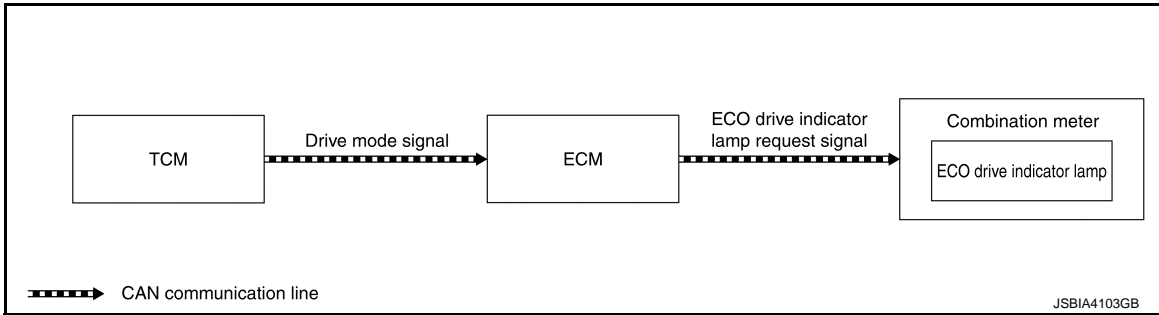 TCM
Drive mode signal
ECM
ECO drive indicator
lamp request signal
Combination meter
ECO drive indicator lamp
CAN communication line
JSBIA4103GB